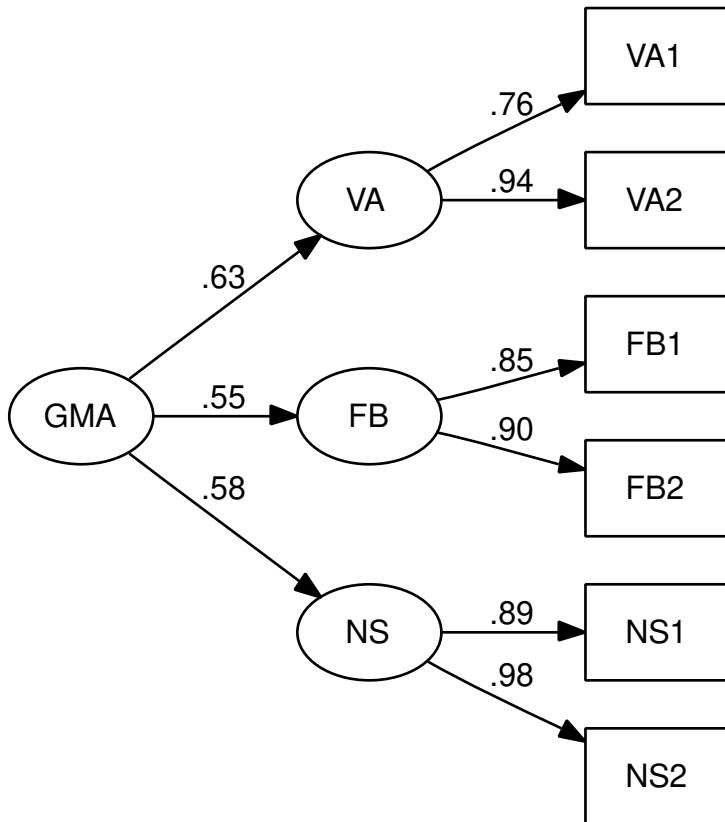 VA1
.76
VA
.94
VA2
.63
FB1
.85
GMA
.55
FB
.90
FB2
.58
NS
.89
NS1
.98
NS2